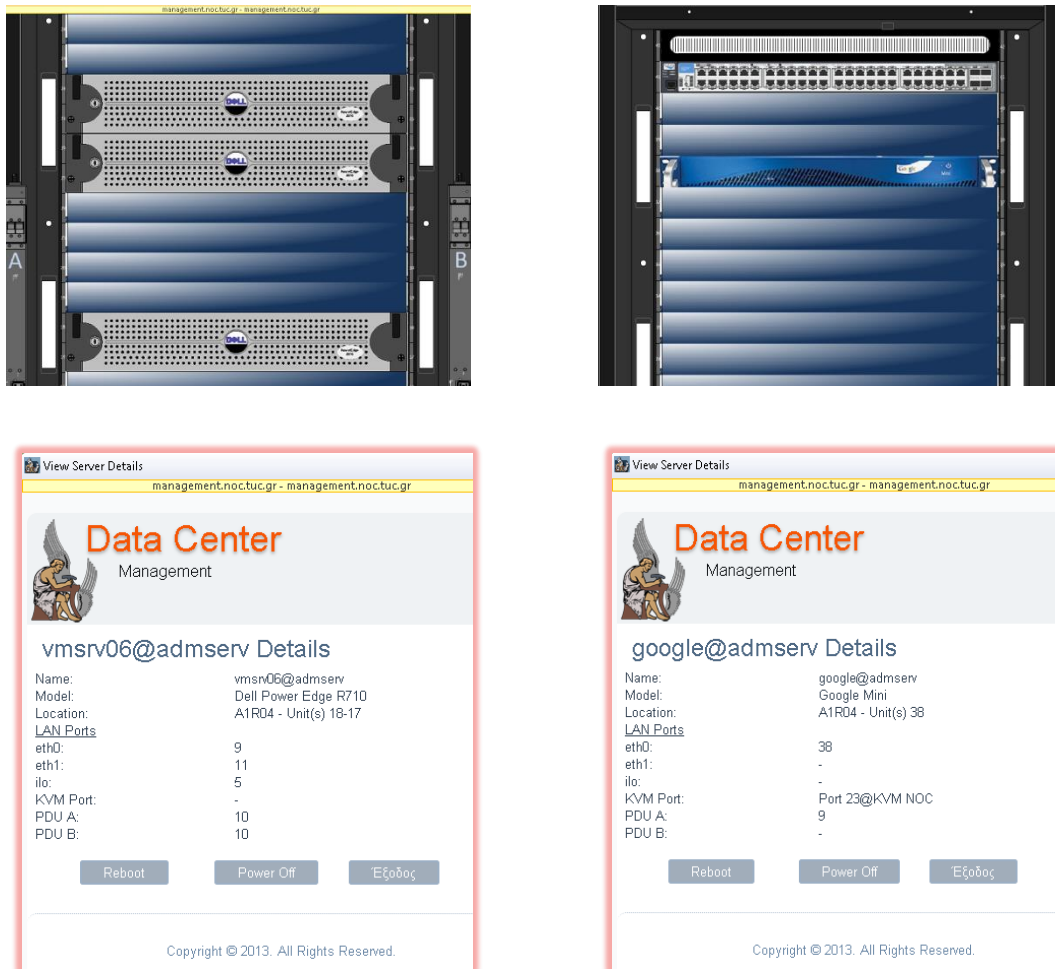 management.noc.tuc.gr - management.noc.tuc.gr
DELL
DELL
A
B
DELL
View Server Details
management.noc.tuc.gr - management.noc.tuc.gr
Data Center
Management
vmsrv06@admserv Details
Name: vmsrv06@admserv
Model: Dell Power Edge R710
Location: A1R04 - Unit(s) 18-17
LAN Ports
eth0: 9
eth1: 11
ilo: 5
KVM Port: -
PDU A: 10
PDU B: 10
Reboot Power Off Έξοδος
Copyright © 2013. All Rights Reserved.
View Server Details
management.noc.tuc.gr - management.noc.tuc.gr
Data Center
Management
google@admserv Details
Name: google@admserv
Model: Google Mini
Location: A1R04 - Unit(s) 38
LAN Ports
eth0: 38
eth1: -
ilo: -
KVM Port: Port 23@KVM NOC
PDU A: 9
PDU B: -
Reboot Power Off Έξοδος
Copyright © 2013. All Rights Reserved.